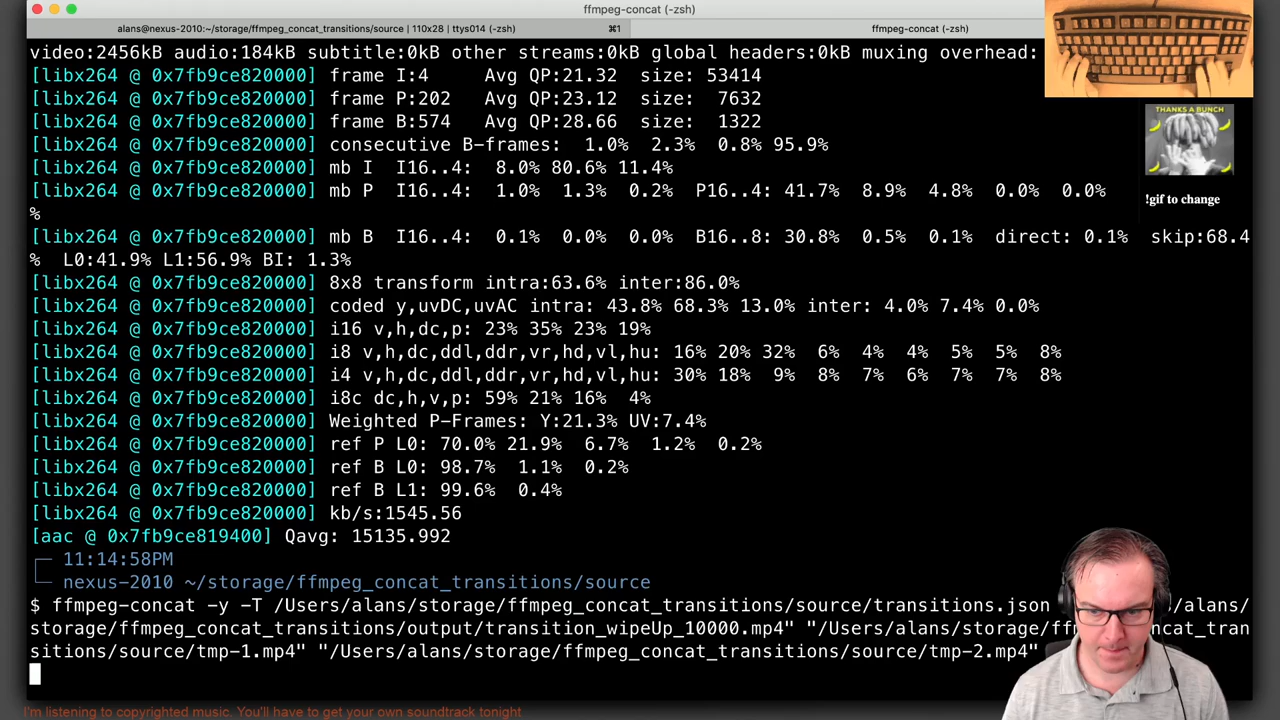 ffmpeg-concat (-zsh)
alans@nexus-2010:~/storage/ffmpeg_concat_transitions/source | 110x28 | ttys014 (-zsh) ⌘1 ffmpeg-concat (-zsh)
video:2456kB audio:184kB subtitle:0kB other streams:0kB global headers:0kB muxing overhead:
[libx264 @ 0x7fb9ce820000] frame I:4 Avg QP:21.32 size: 53414
[libx264 @ 0x7fb9ce820000] frame P:202 Avg QP:23.12 size: 7632
[libx264 @ 0x7fb9ce820000] frame B:574 Avg QP:28.66 size: 1322
[libx264 @ 0x7fb9ce820000] consecutive B-frames: 1.0% 2.3% 0.8% 95.9%
[libx264 @ 0x7fb9ce820000] mb I I16..4: 8.0% 80.6% 11.4%
[libx264 @ 0x7fb9ce820000] mb P I16..4: 1.0% 1.3% 0.2% P16..4: 41.7% 8.9% 4.8% 0.0% 0.0%
%
[libx264 @ 0x7fb9ce820000] mb B I16..4: 0.1% 0.0% 0.0% B16..8: 30.8% 0.5% 0.1% direct: 0.1% skip:68.4
% L0:41.9% L1:56.9% BI: 1.3%
[libx264 @ 0x7fb9ce820000] 8x8 transform intra:63.6% inter:86.0%
[libx264 @ 0x7fb9ce820000] coded y,uvDC,uvAC intra: 43.8% 68.3% 13.0% inter: 4.0% 7.4% 0.0%
[libx264 @ 0x7fb9ce820000] i16 v,h,dc,p: 23% 35% 23% 19%
[libx264 @ 0x7fb9ce820000] i8 v,h,dc,ddl,ddr,vr,hd,vl,hu: 16% 20% 32% 6% 4% 4% 5% 5% 8%
[libx264 @ 0x7fb9ce820000] i4 v,h,dc,ddl,ddr,vr,hd,vl,hu: 30% 18% 9% 8% 7% 6% 7% 7% 8%
[libx264 @ 0x7fb9ce820000] i8c dc,h,v,p: 59% 21% 16% 4%
[libx264 @ 0x7fb9ce820000] Weighted P-Frames: Y:21.3% UV:7.4%
[libx264 @ 0x7fb9ce820000] ref P L0: 70.0% 21.9% 6.7% 1.2% 0.2%
[libx264 @ 0x7fb9ce820000] ref B L0: 98.7% 1.1% 0.2%
[libx264 @ 0x7fb9ce820000] ref B L1: 99.6% 0.4%
[libx264 @ 0x7fb9ce820000] kb/s:1545.56
[aac @ 0x7fb9ce819400] Qavg: 15135.992
11:14:58PM
nexus-2010 ~/storage/ffmpeg_concat_transitions/source
$ ffmpeg-concat -y -T /Users/alans/storage/ffmpeg_concat_transitions/source/transitions.json /alans/
storage/ffmpeg_concat_transitions/output/transition_wipeUp_10000.mp4" "/Users/alans/storage/ff concat_tran
sitions/source/tmp-1.mp4" "/Users/alans/storage/ffmpeg_concat_transitions/source/tmp-2.mp4"
THANKS A BUNCH
!gif to change
I'm listening to copyrighted music. You'll have to get your own soundtrack tonight